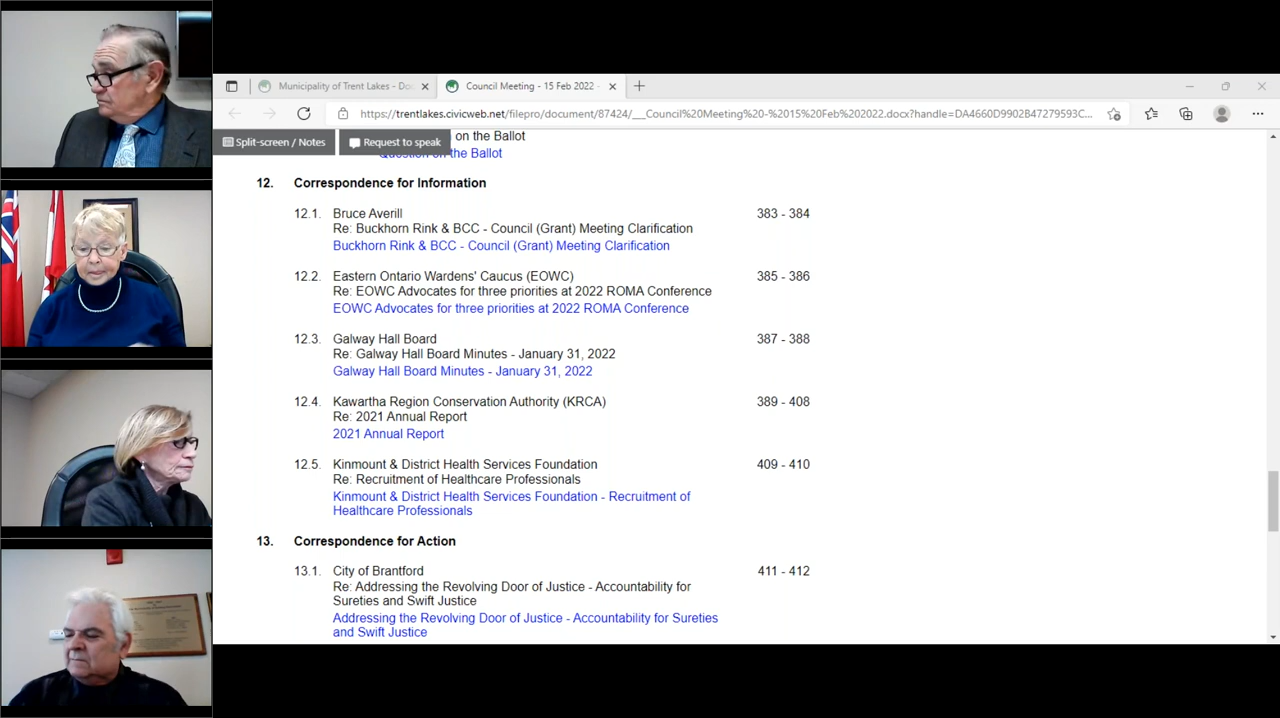 Municipality of Trent Lakes - Doc
Council Meeting - 15 Feb 2022 -
https://trentlakes.civicweb.net/filepro/document/87424/__Council%20Meeting%20-%2015%20Feb%202022.docx?handle=DA4660D9902B47279593C...
Split-screen / Notes
Request to speak
on the Ballot
Question on the Ballot
12. Correspondence for Information
12.1. Bruce Averill 383 - 384
Re: Buckhorn Rink & BCC - Council (Grant) Meeting Clarification
Buckhorn Rink & BCC - Council (Grant) Meeting Clarification
12.2. Eastern Ontario Wardens' Caucus (EOWC) 385 - 386
Re: EOWC Advocates for three priorities at 2022 ROMA Conference
EOWC Advocates for three priorities at 2022 ROMA Conference
12.3. Galway Hall Board 387 - 388
Re: Galway Hall Board Minutes - January 31, 2022
Galway Hall Board Minutes - January 31, 2022
12.4. Kawartha Region Conservation Authority (KRCA) 389 - 408
Re: 2021 Annual Report
2021 Annual Report
12.5. Kinmount & District Health Services Foundation 409 - 410
Re: Recruitment of Healthcare Professionals
Kinmount & District Health Services Foundation - Recruitment of
Healthcare Professionals
13. Correspondence for Action
13.1. City of Brantford 411 - 412
Re: Addressing the Revolving Door of Justice - Accountability for
Sureties and Swift Justice
Addressing the Revolving Door of Justice - Accountability for Sureties
and Swift Justice